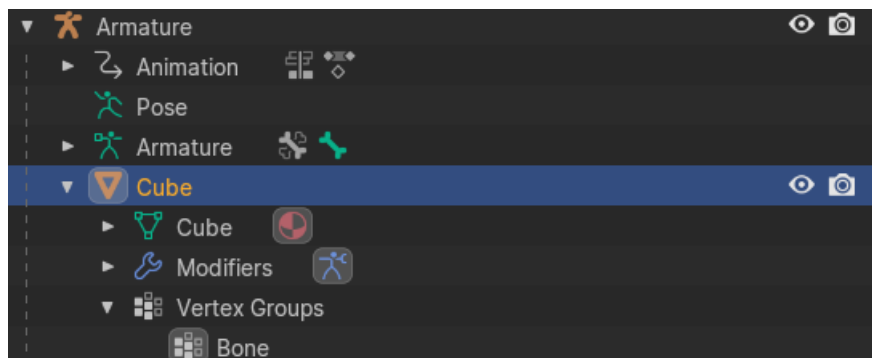 Armature
Animation
Pose
Armature
Cube
Cube
Modifiers
Vertex Groups
Bone